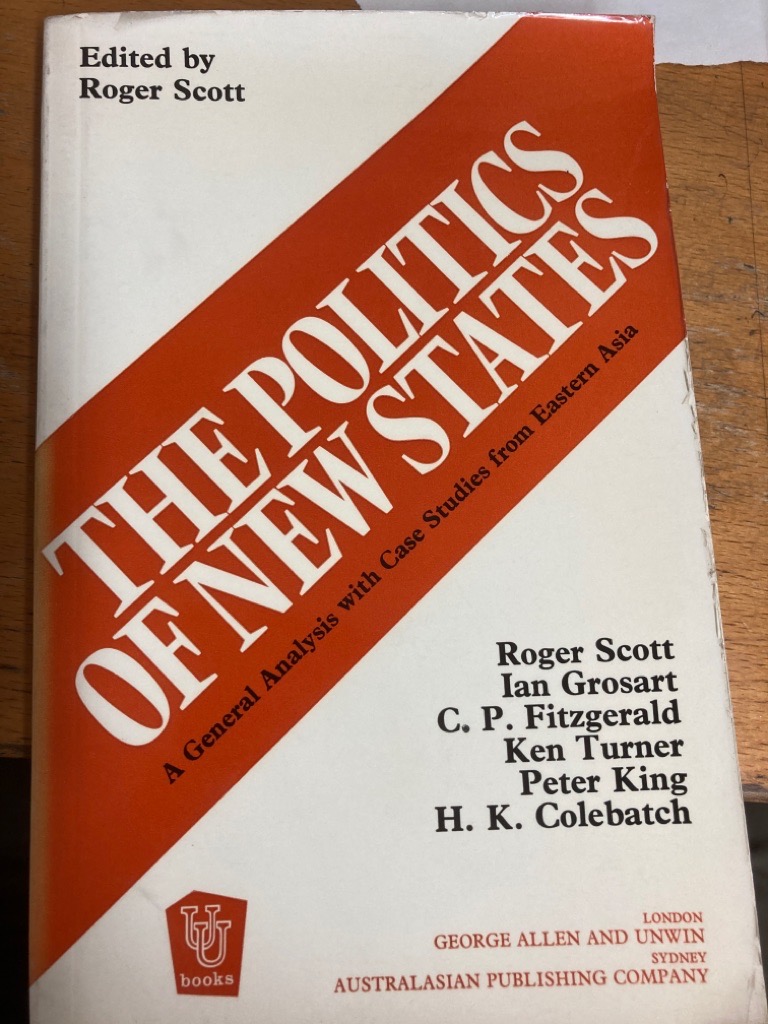 Edited by
Roger Scott
THE POLITICS
OF NEW STATES
A General Analysis with Case Studies from Eastern Asia
Roger Scott
Ian Grosart
C. P. Fitzgerald
Ken Turner
Peter King
H. K. Colebatch
UU
books
LONDON
GEORGE ALLEN AND UNWIN
SYDNEY
AUSTRALASIAN PUBLISHING COMPANY